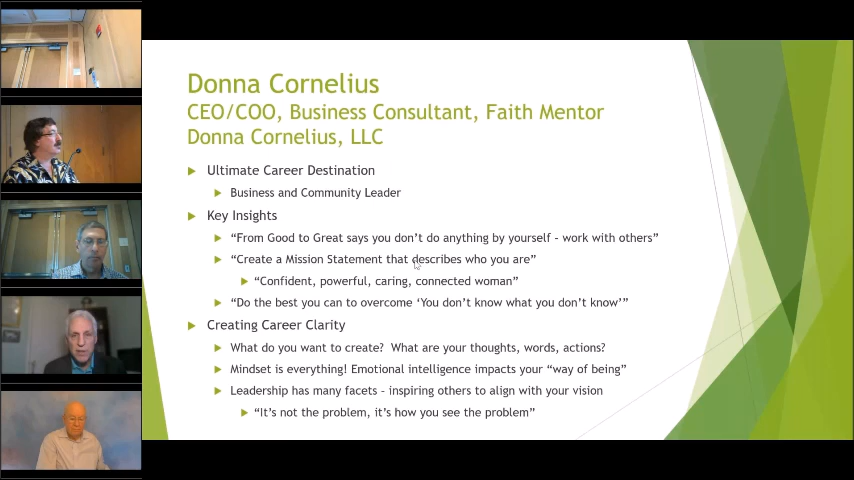 Donna Cornelius
CEO/COO, Business Consultant, Faith Mentor
Donna Cornelius, LLC
Ultimate Career Destination
Business and Community Leader
Key Insights
“From Good to Great says you don’t do anything by yourself – work with others”
“Create a Mission Statement that describes who you are”
“Confident, powerful, caring, connected woman”
“Do the best you can to overcome ‘You don’t know what you don’t know’”
Creating Career Clarity
What do you want to create?  What are your thoughts, words, actions?
Mindset is everything! Emotional intelligence impacts your “way of being”
Leadership has many facets – inspiring others to align with your vision
“It’s not the problem, it’s how you see the problem”